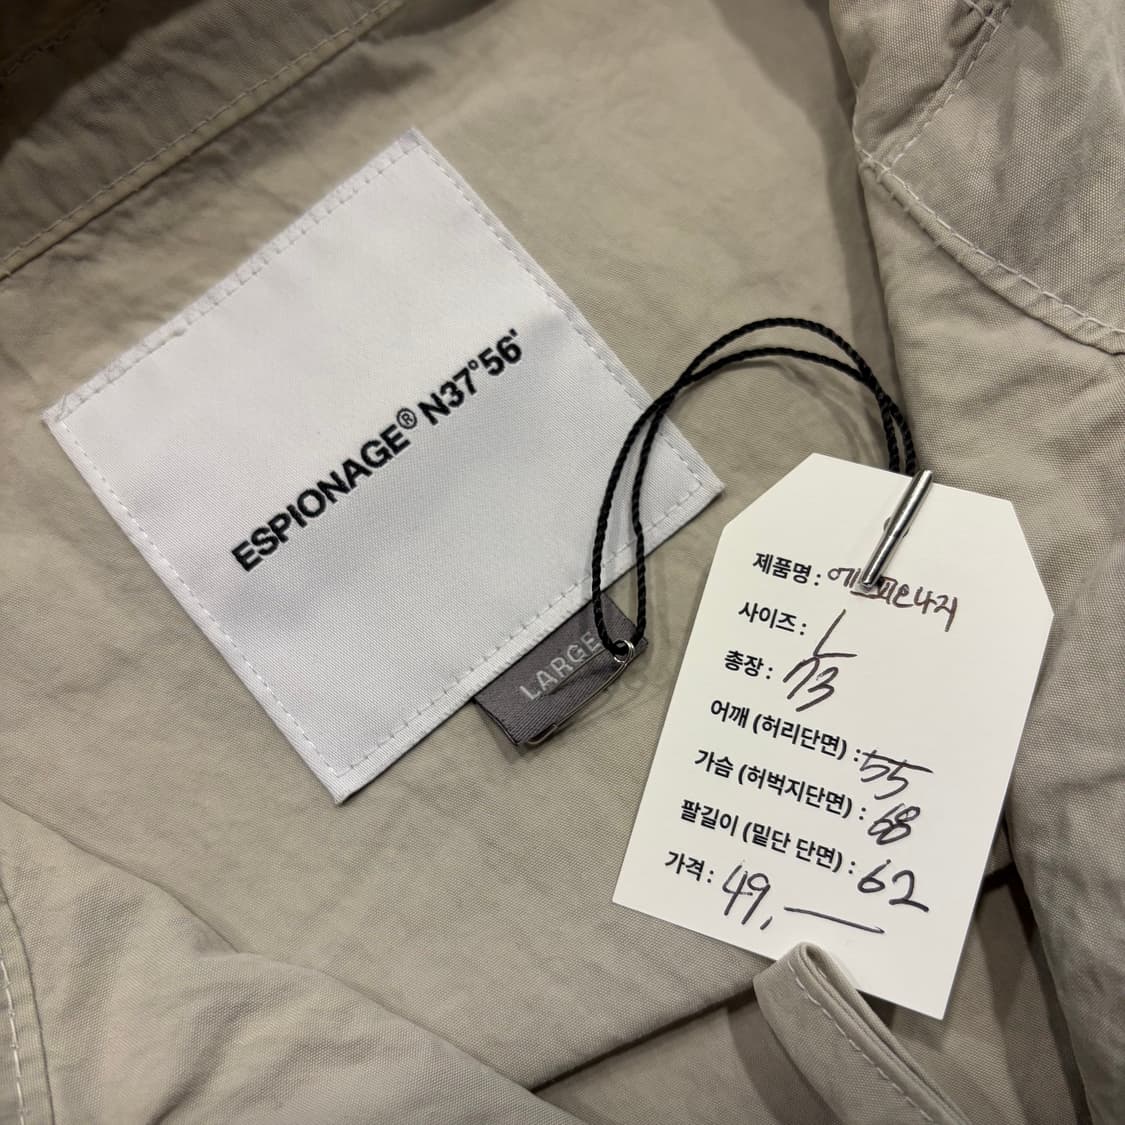 ESPIONAGE® N37°56'
LARGE
제품명: 에스피오나지
사이즈: L
총장: 73
어깨 (허리단면) : 55
가슴 (허벅지단면) : 68
팔길이 (밑단 단면) : 62
가격: 49,—